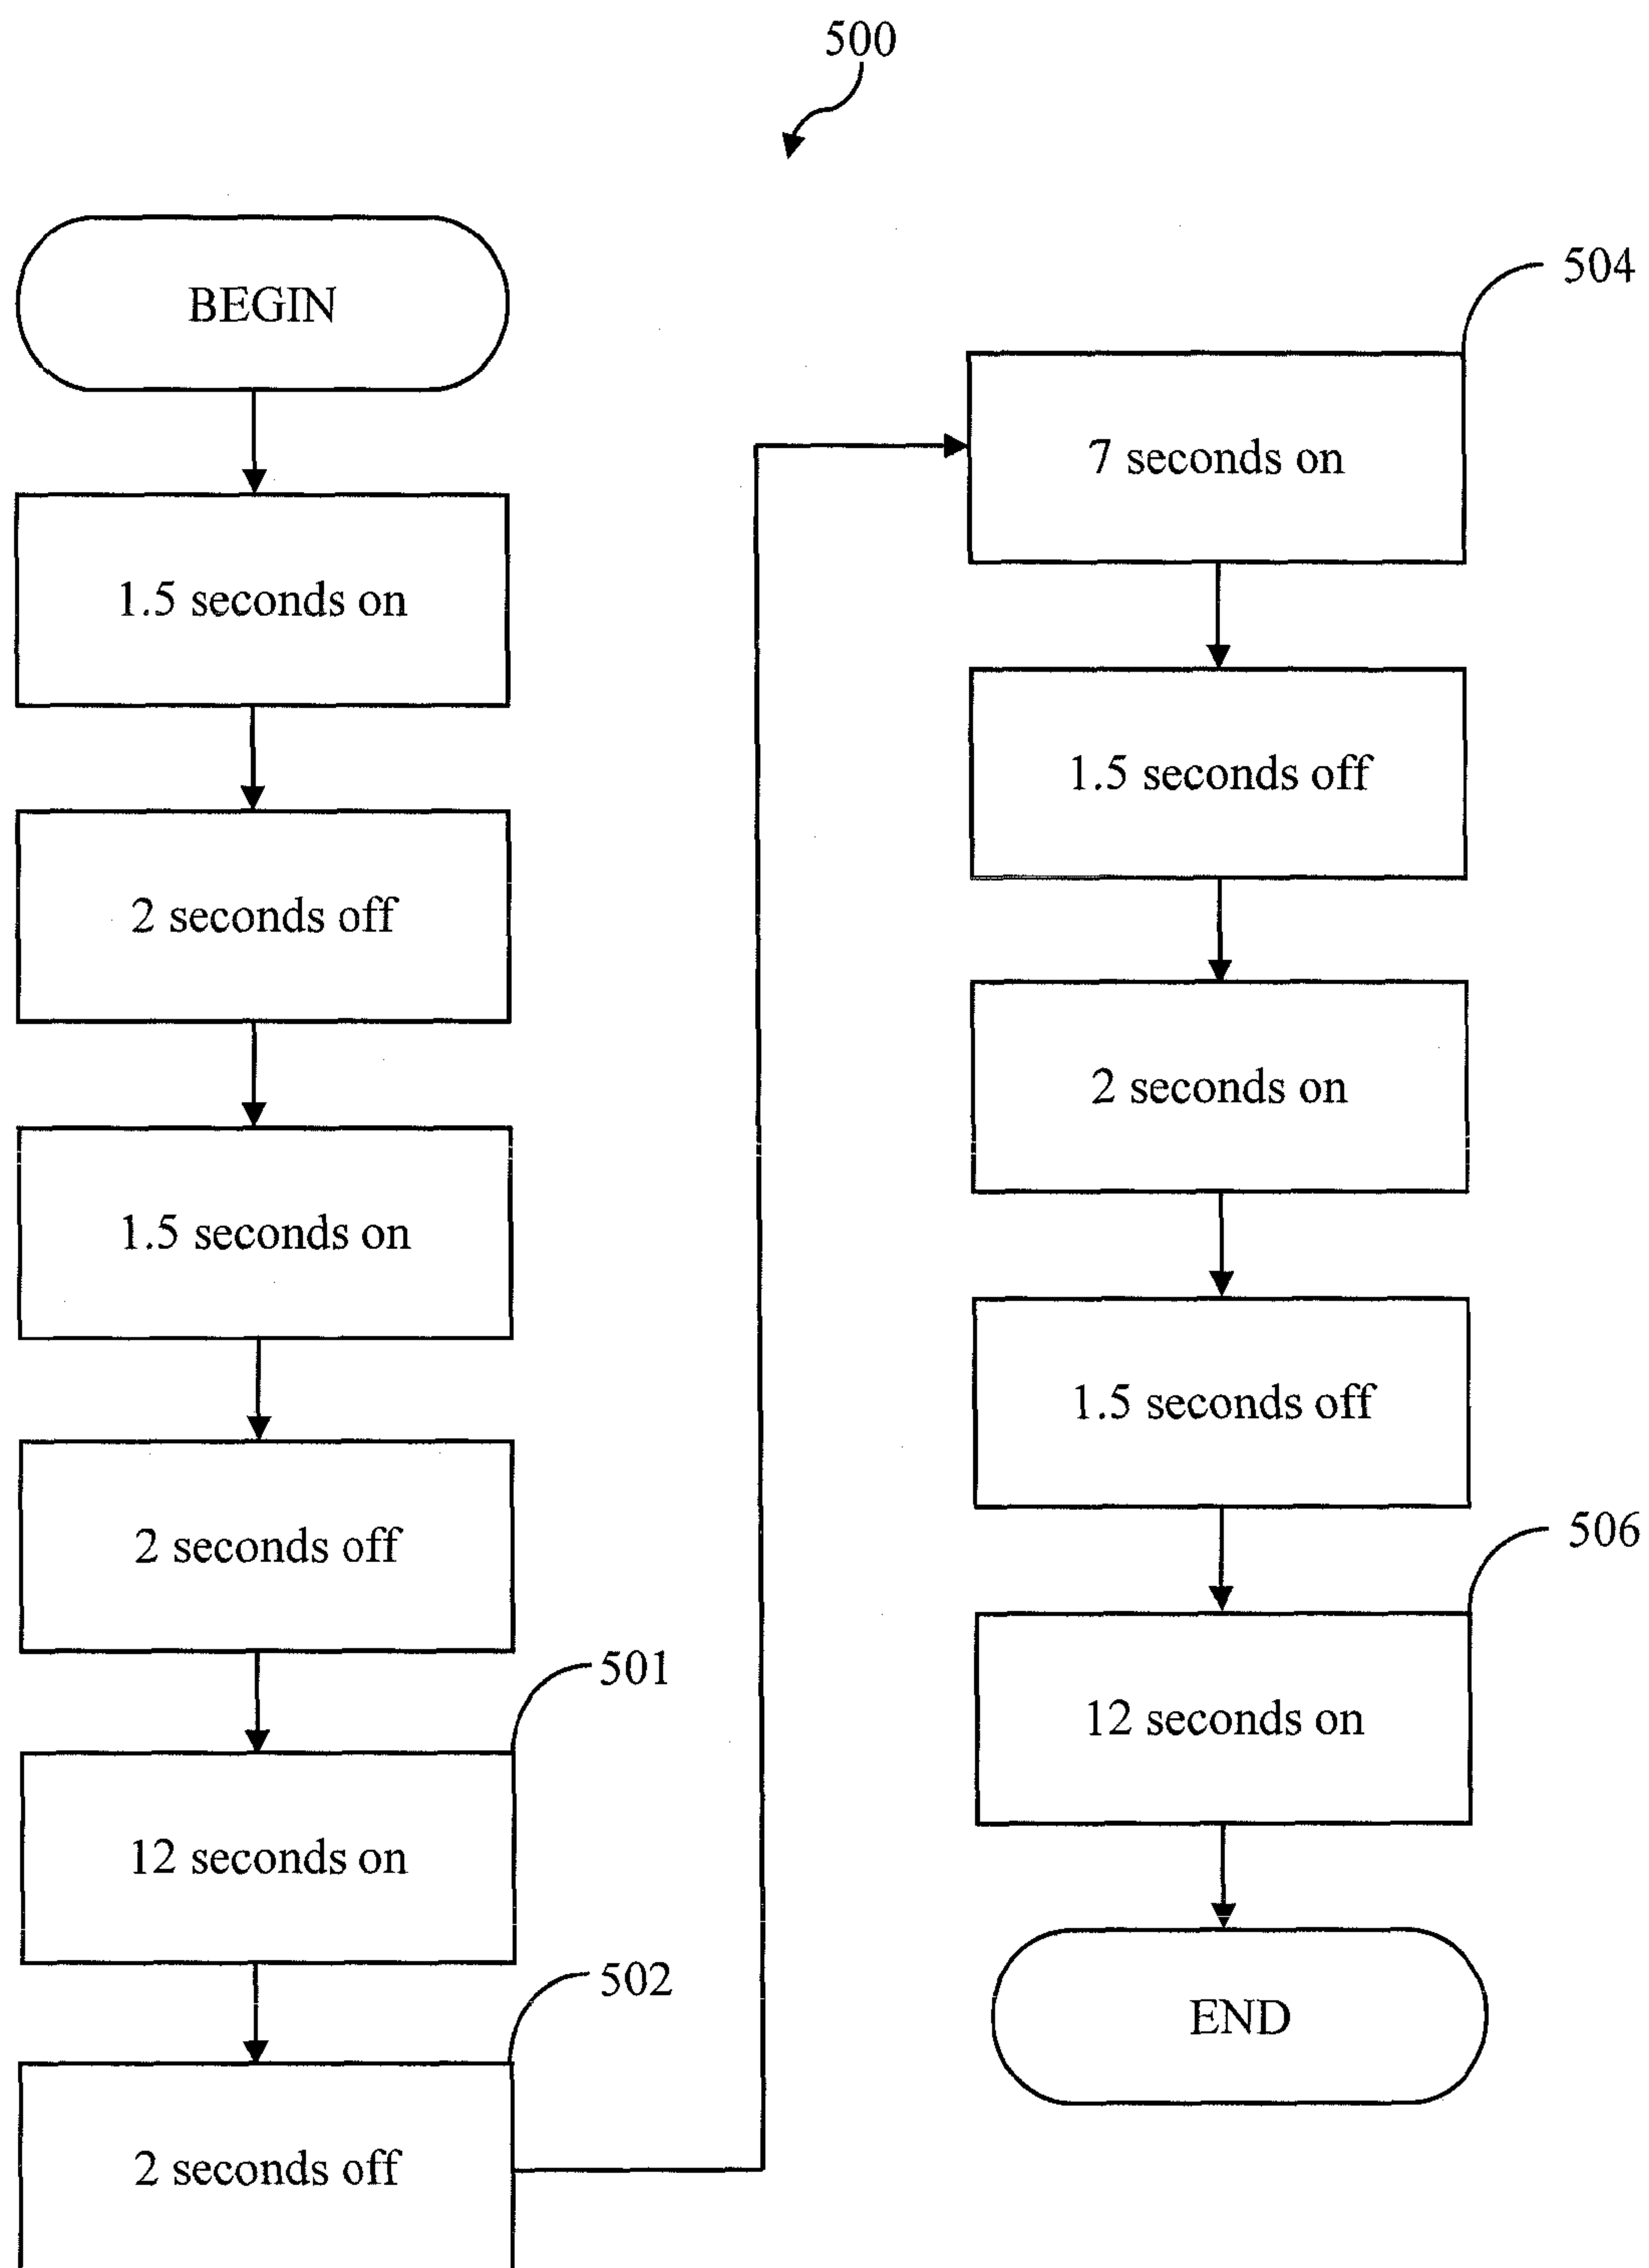 500
BEGIN
1.5 seconds on
2 seconds off
1.5 seconds on
2 seconds off
501
12 seconds on
502
2 seconds off
504
7 seconds on
1.5 seconds off
2 seconds on
1.5 seconds off
506
12 seconds on
END